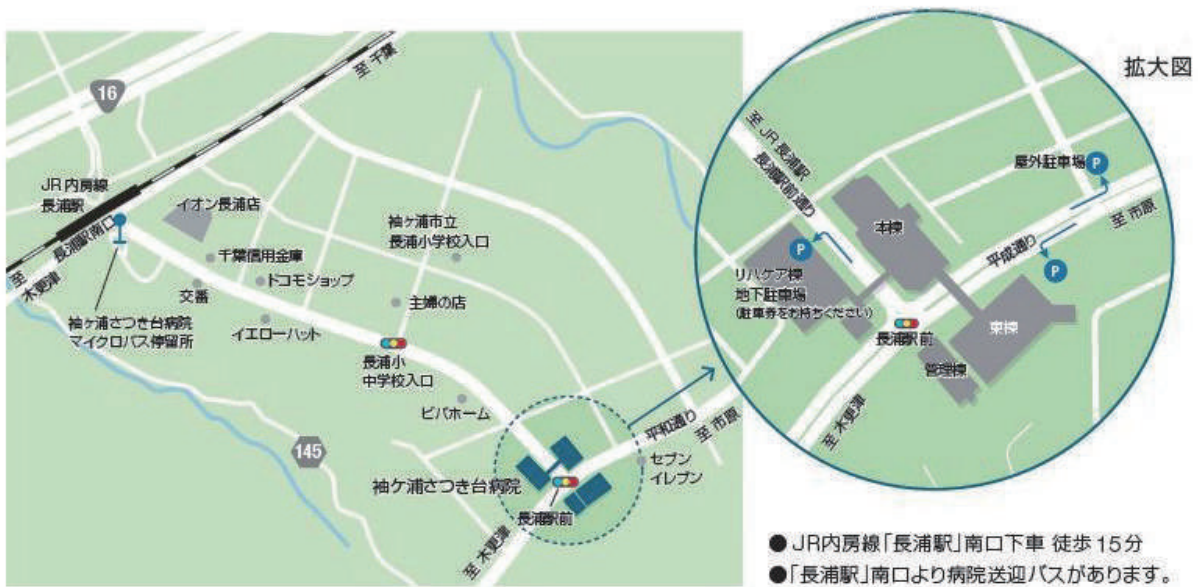 拡大図
16
至 千葉
JR 内房線
長浦駅
長浦駅南口
イオン長浦店
袖ヶ浦市立
長浦小学校入口
千葉信用金庫
ドコモショップ
交番
至
木更津
主婦の店
袖ヶ浦さつき台病院
マイクロバス停留所
イエローハット
長浦小
中学校入口
ビバホーム
145
平和通り
至 市原
セブン
イレブン
袖ケ浦さつき台病院
長浦駅前
至 木更津
至 JR 長浦駅
長浦駅前通り
屋外駐車場
P
至 市原
本棟
平成通り
P
P
リハケア棟
地下駐車場
(駐車券をお持ちください)
長浦駅前
東棟
管理棟
至 木更津
● JR内房線「長浦駅」南口下車 徒歩 15分
●「長浦駅」南口より病院送迎バスがあります。